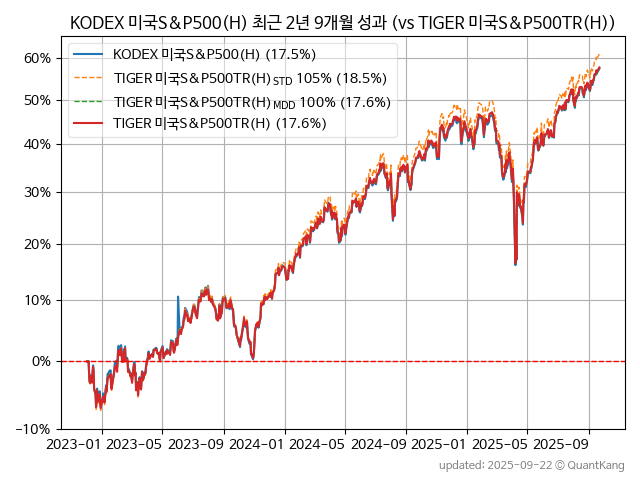 KODEX 미국S&P500(H) 최근 2년 9개월 성과 (vs TIGER 미국S&P500TR(H))
KODEX 미국S&P500(H) (17.5%)
TIGER 미국S&P500TR(H)STD 105% (18.5%)
TIGER 미국S&P500TR(H)MDD 100% (17.6%)
TIGER 미국S&P500TR(H) (17.6%)
60%
50%
40%
30%
20%
10%
0%
−10%
2023-01 2023-05 2023-09 2024-01 2024-05 2024-09 2025-01 2025-05 2025-09
updated: 2025-09-22 ⓒ QuantKang